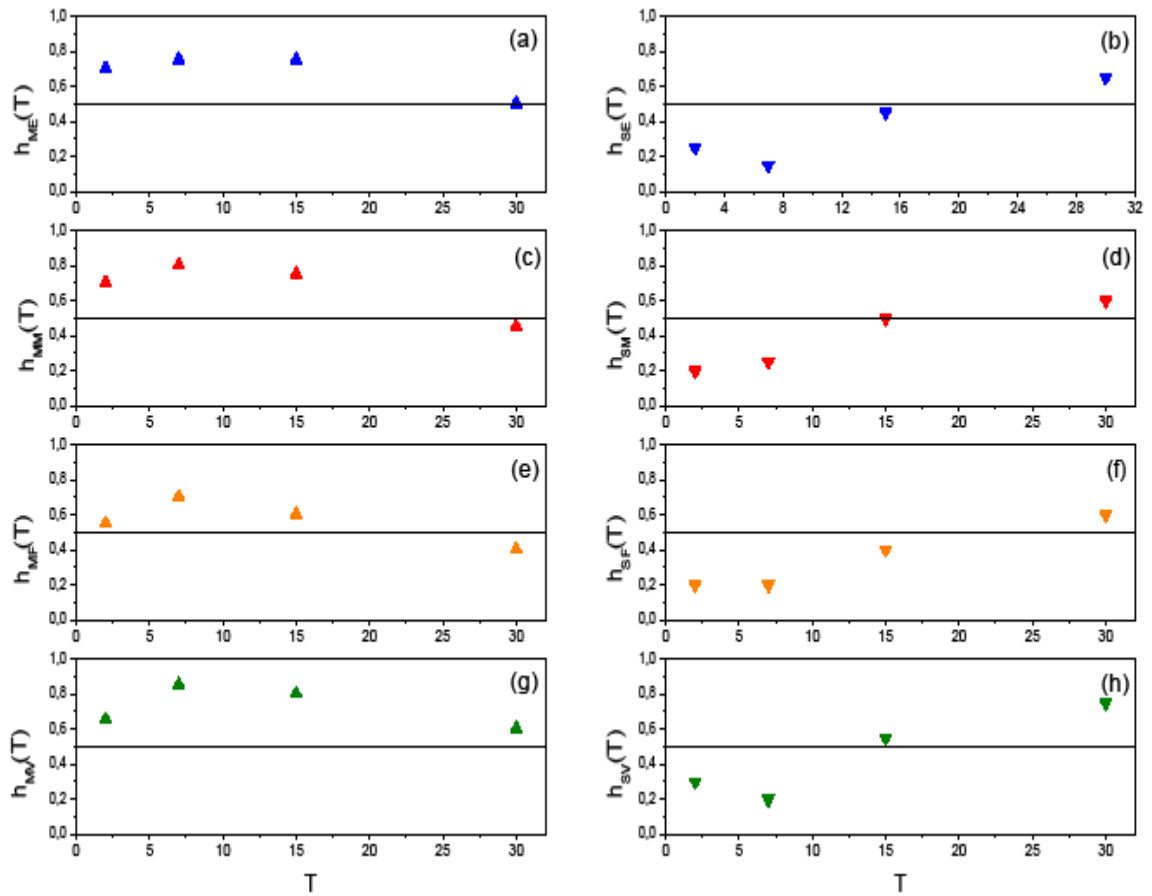 1,0
0,8
0,6
0,4
0,2
0,0
h_ME(T)
(a)
0 5 10 15 20 25 30
1,0
0,8
0,6
0,4
0,2
0,0
h_SE(T)
(b)
0 4 8 12 16 20 24 28 32
1,0
0,8
0,6
0,4
0,2
0,0
h_MM(T)
(c)
0 5 10 15 20 25 30
1,0
0,8
0,6
0,4
0,2
0,0
h_SM(T)
(d)
0 5 10 15 20 25 30
1,0
0,8
0,6
0,4
0,2
0,0
h_MF(T)
(e)
0 5 10 15 20 25 30
1,0
0,8
0,6
0,4
0,2
0,0
h_SF(T)
(f)
0 5 10 15 20 25 30
1,0
0,8
0,6
0,4
0,2
0,0
h_MV(T)
(g)
0 5 10 15 20 25 30
T
1,0
0,8
0,6
0,4
0,2
0,0
h_SV(T)
(h)
0 5 10 15 20 25 30
T